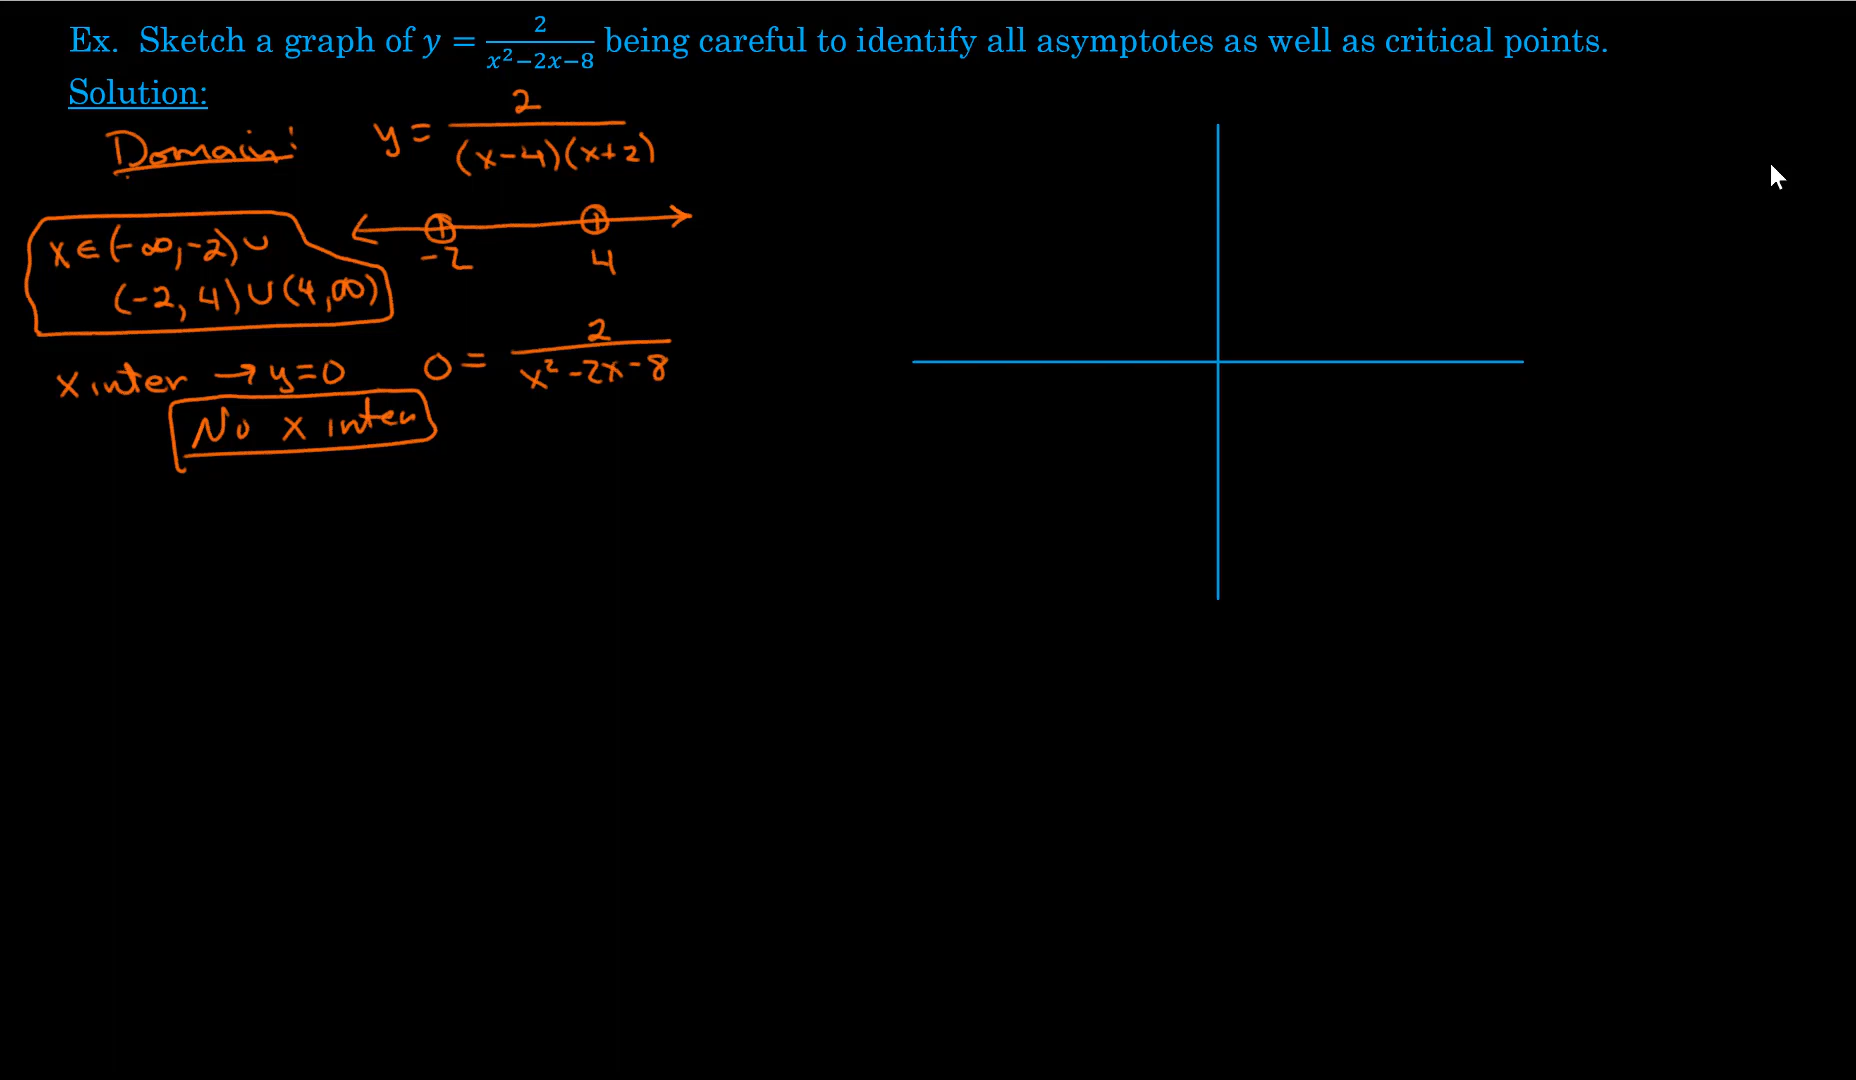 Ex. Sketch a graph of y = 2/(x²−2x−8) being careful to identify all asymptotes as well as critical points.
Solution:
Domain: y = 2/((x-4)(x+2))
x ∈ (-∞,-2) ∪
(-2, 4) ∪ (4, ∞)
-2 4
x inter → y=0 0 = 2/(x² -2x-8)
No x inter